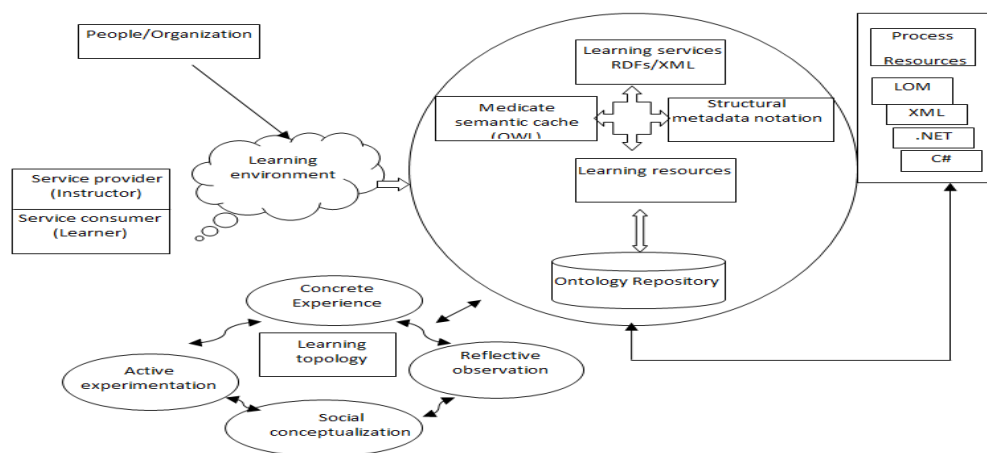 People/Organization
Learning services
RDFs/XML
Process
Resources
LOM
XML
.NET
C#
Medicate
semantic cache
(OWL)
Structural
metadata notation
Learning
environment
Learning resources
Service provider
(Instructor)
Service consumer
(Learner)
Ontology Repository
Concrete
Experience
Learning
topology
Reflective
observation
Active
experimentation
Social
conceptualization